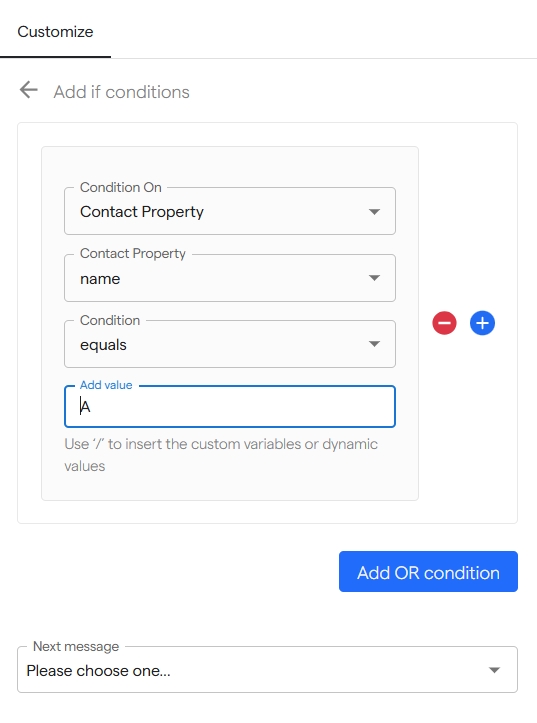 Customize
Add if conditions
Condition On
Contact Property
Contact Property
name
Condition
equals
Add value
A
Use ‘/’ to insert the custom variables or dynamic
values
Add OR condition
Next message
Please choose one...